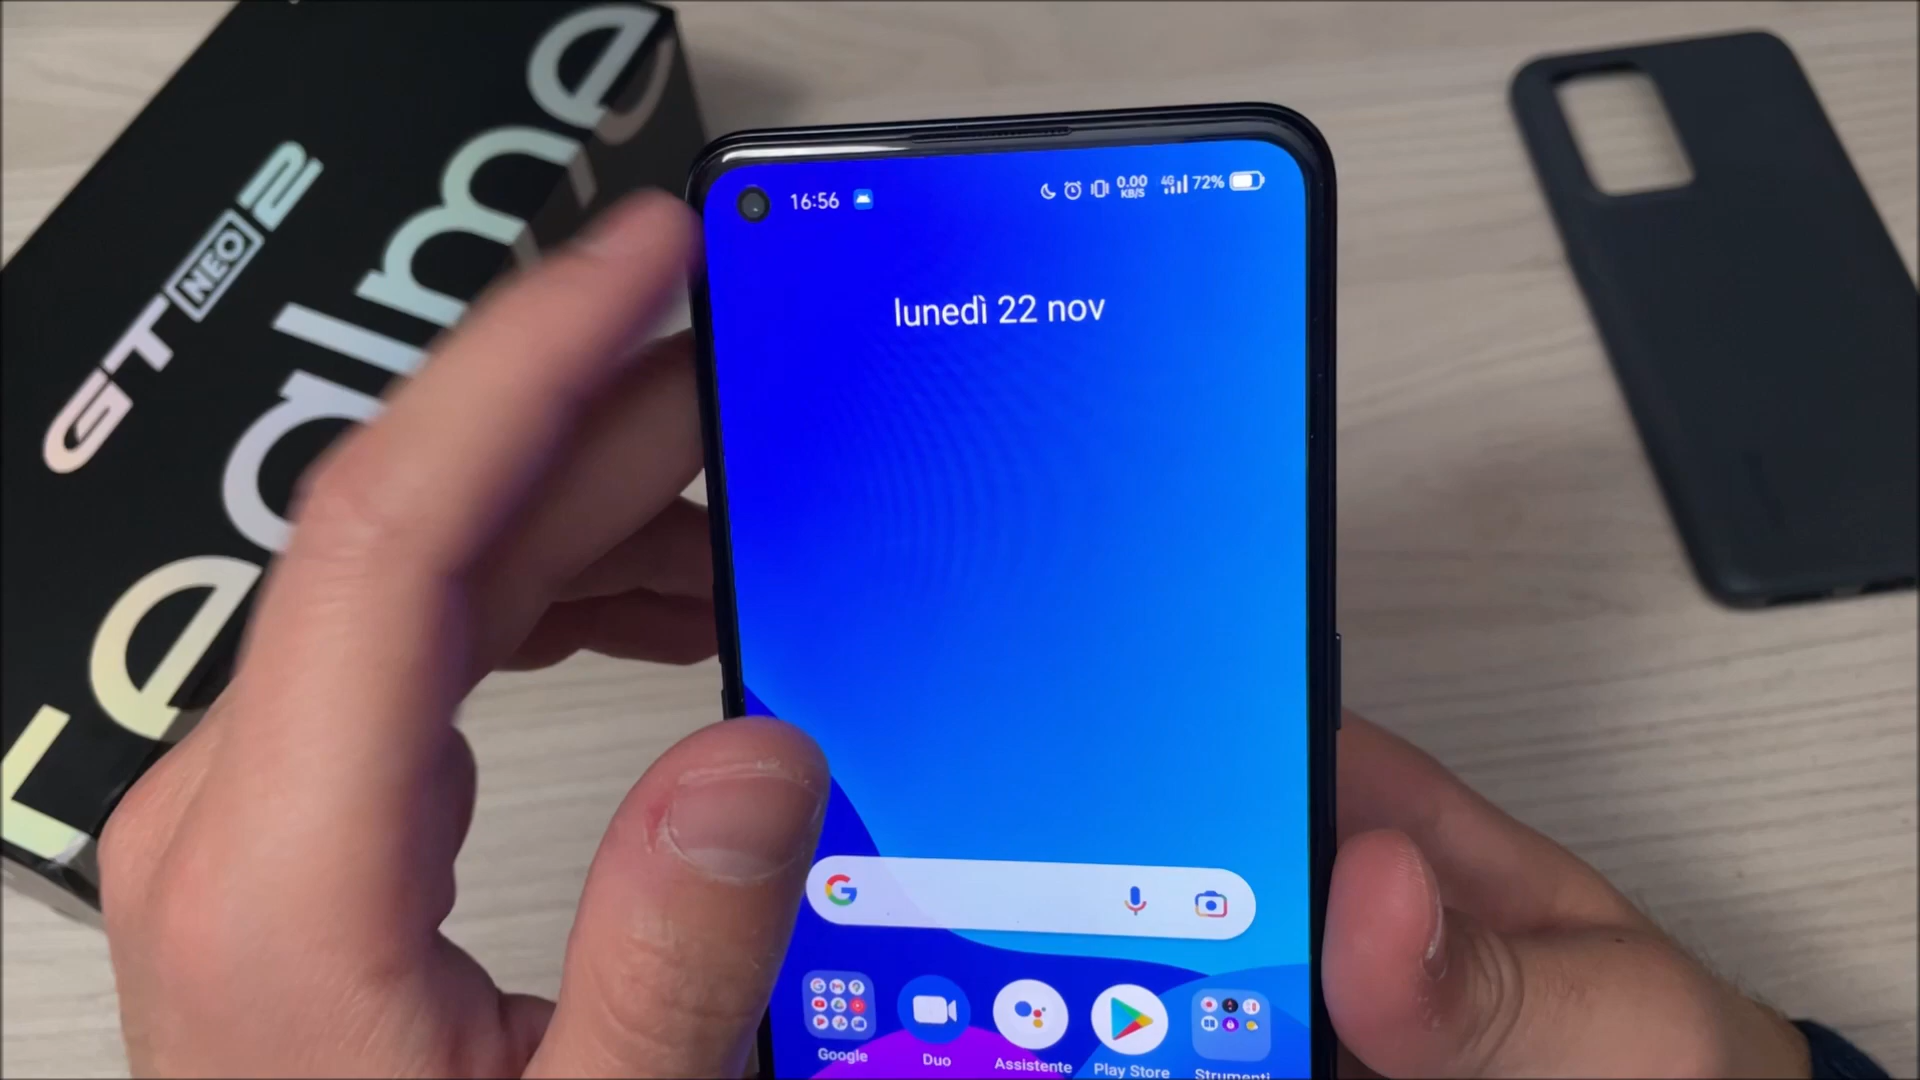 realme
GT NEO 2
16:56
0.00
KB/S
4G
72%
lunedì 22 nov
G
Google
Duo
Assistente
Play Store
Strumenti